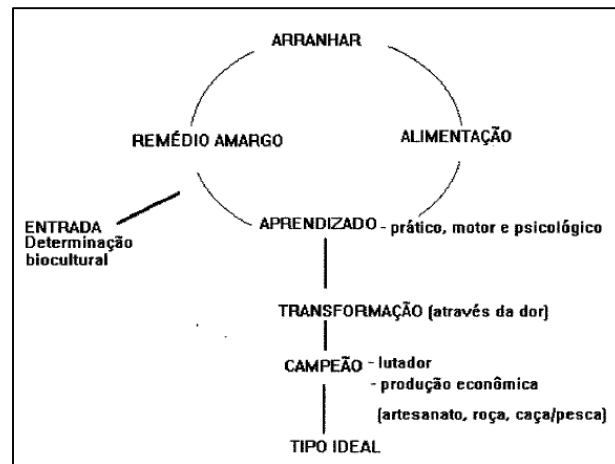 ARRANHAR
REMÉDIO AMARGO
ALIMENTAÇÃO
ENTRADA
Determinação
biocultural
APRENDIZADO - prático, motor e psicológico
TRANSFORMAÇÃO (através da dor)
CAMPEÃO - lutador
- produção econômica
(artesanato, roça, caça/pesca)
TIPO IDEAL